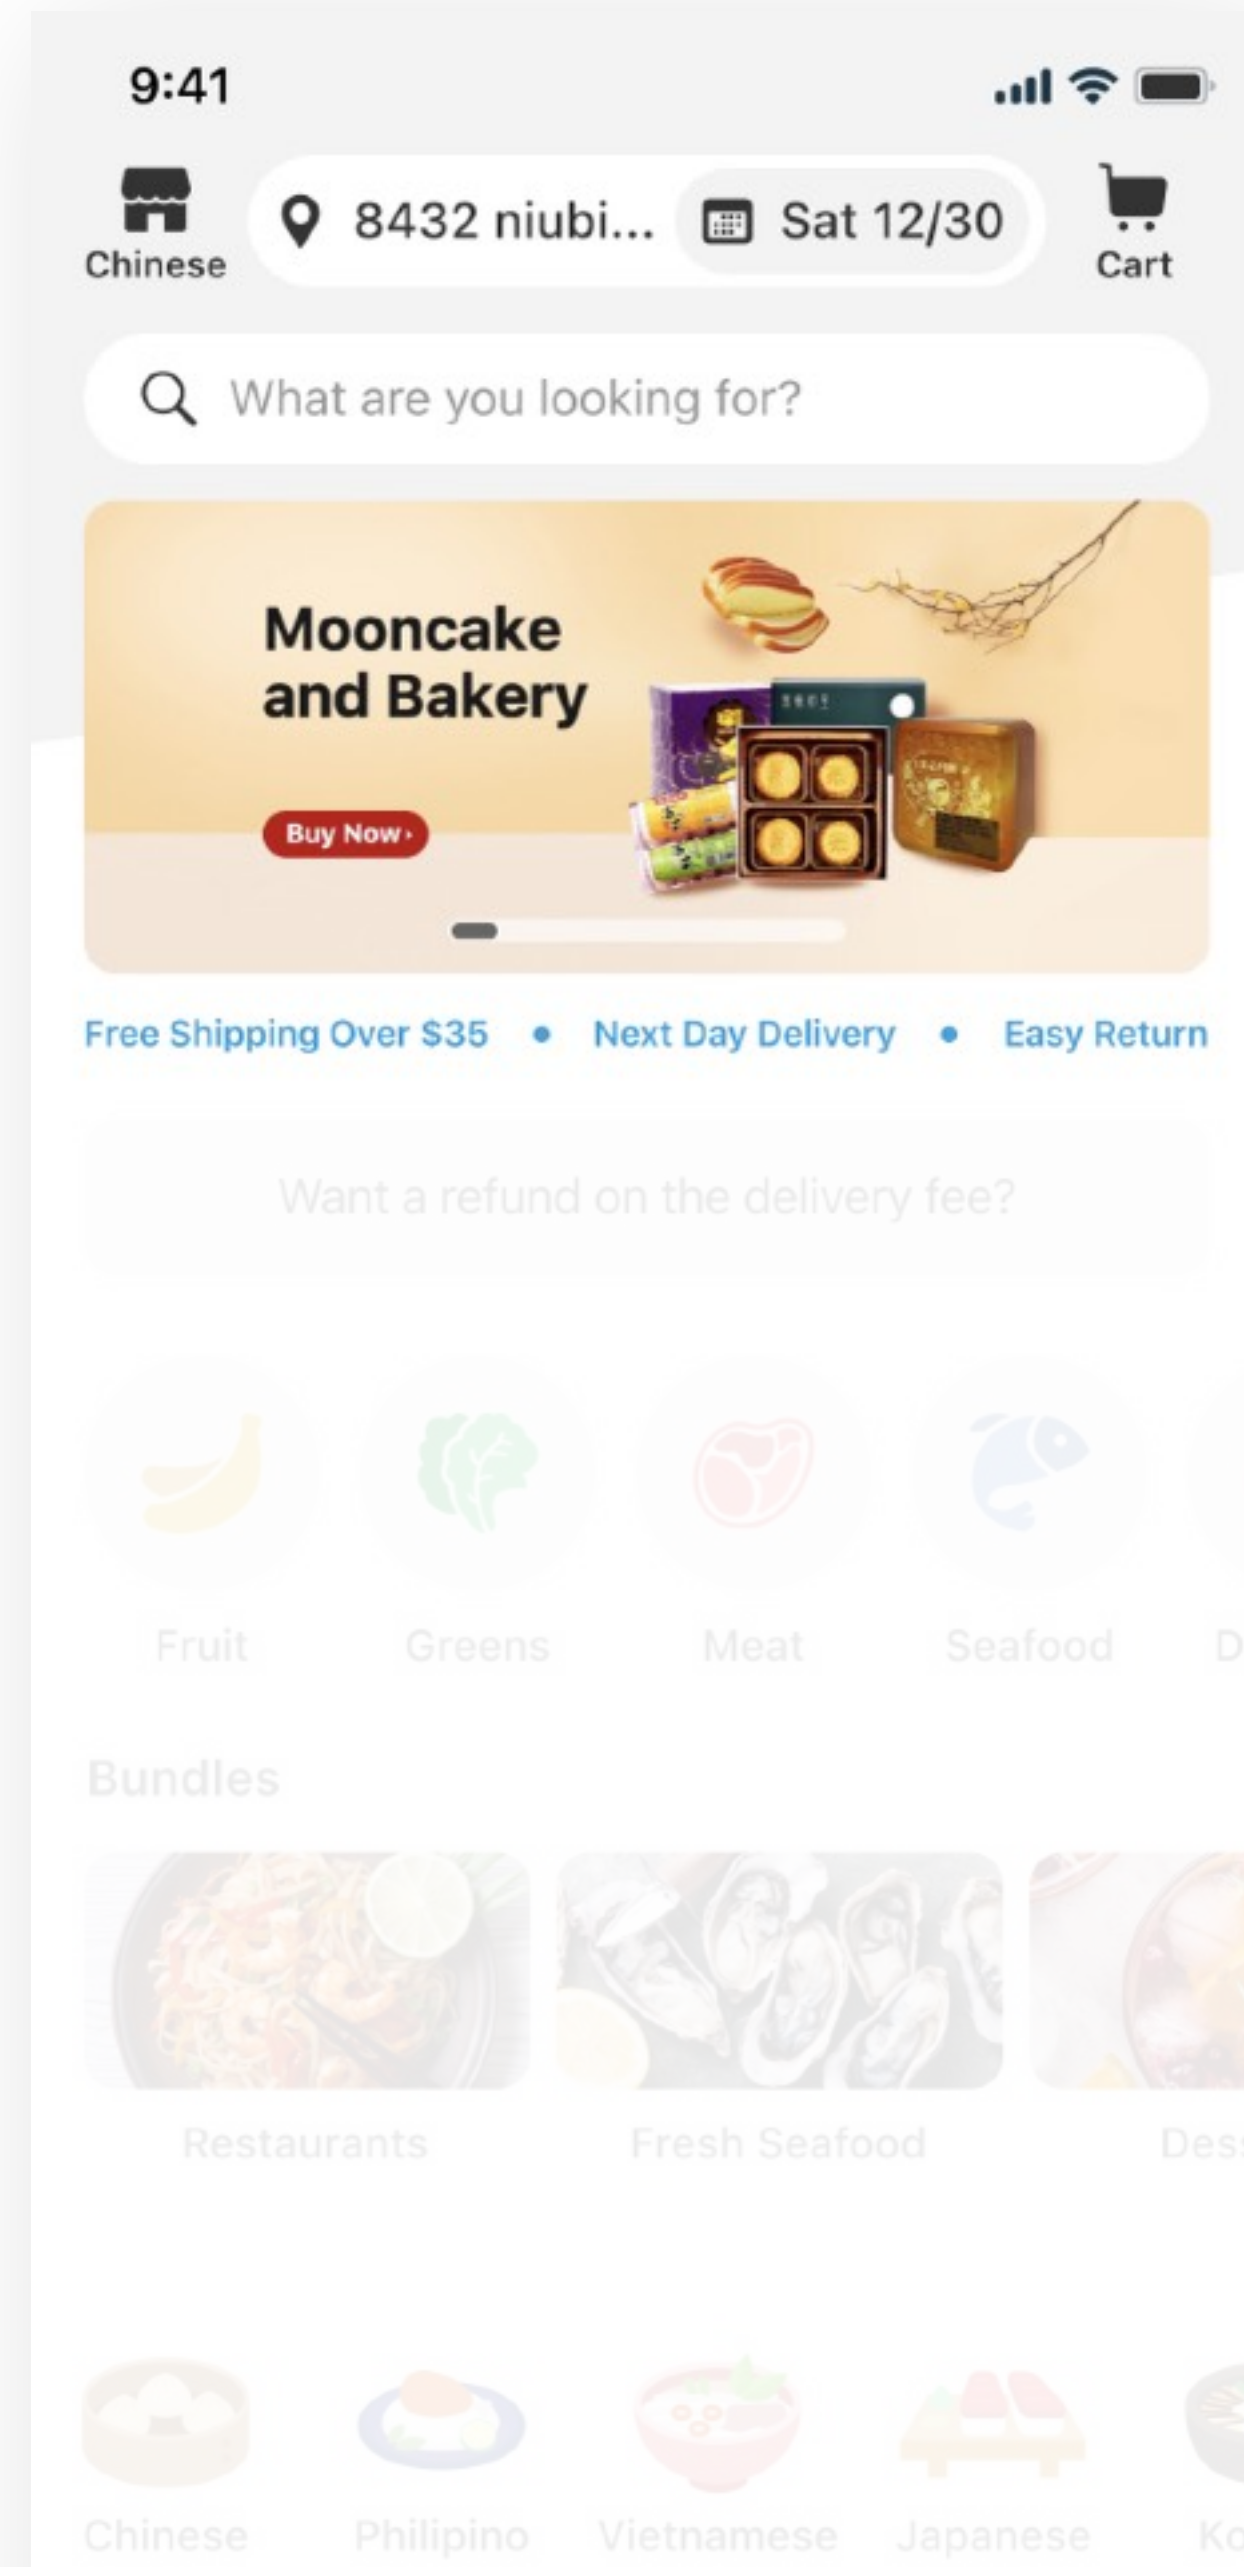 9:41
Chinese
8432 niubi...
Sat 12/30
Cart
What are you looking for?
Mooncake
and Bakery
Buy Now›
Free Shipping Over $35 • Next Day Delivery • Easy Return
Want a refund on the delivery fee?
Fruit Greens Meat Seafood D
Bundles
Restaurants Fresh Seafood Des
Chinese Philipino Vietnamese Japanese Ko